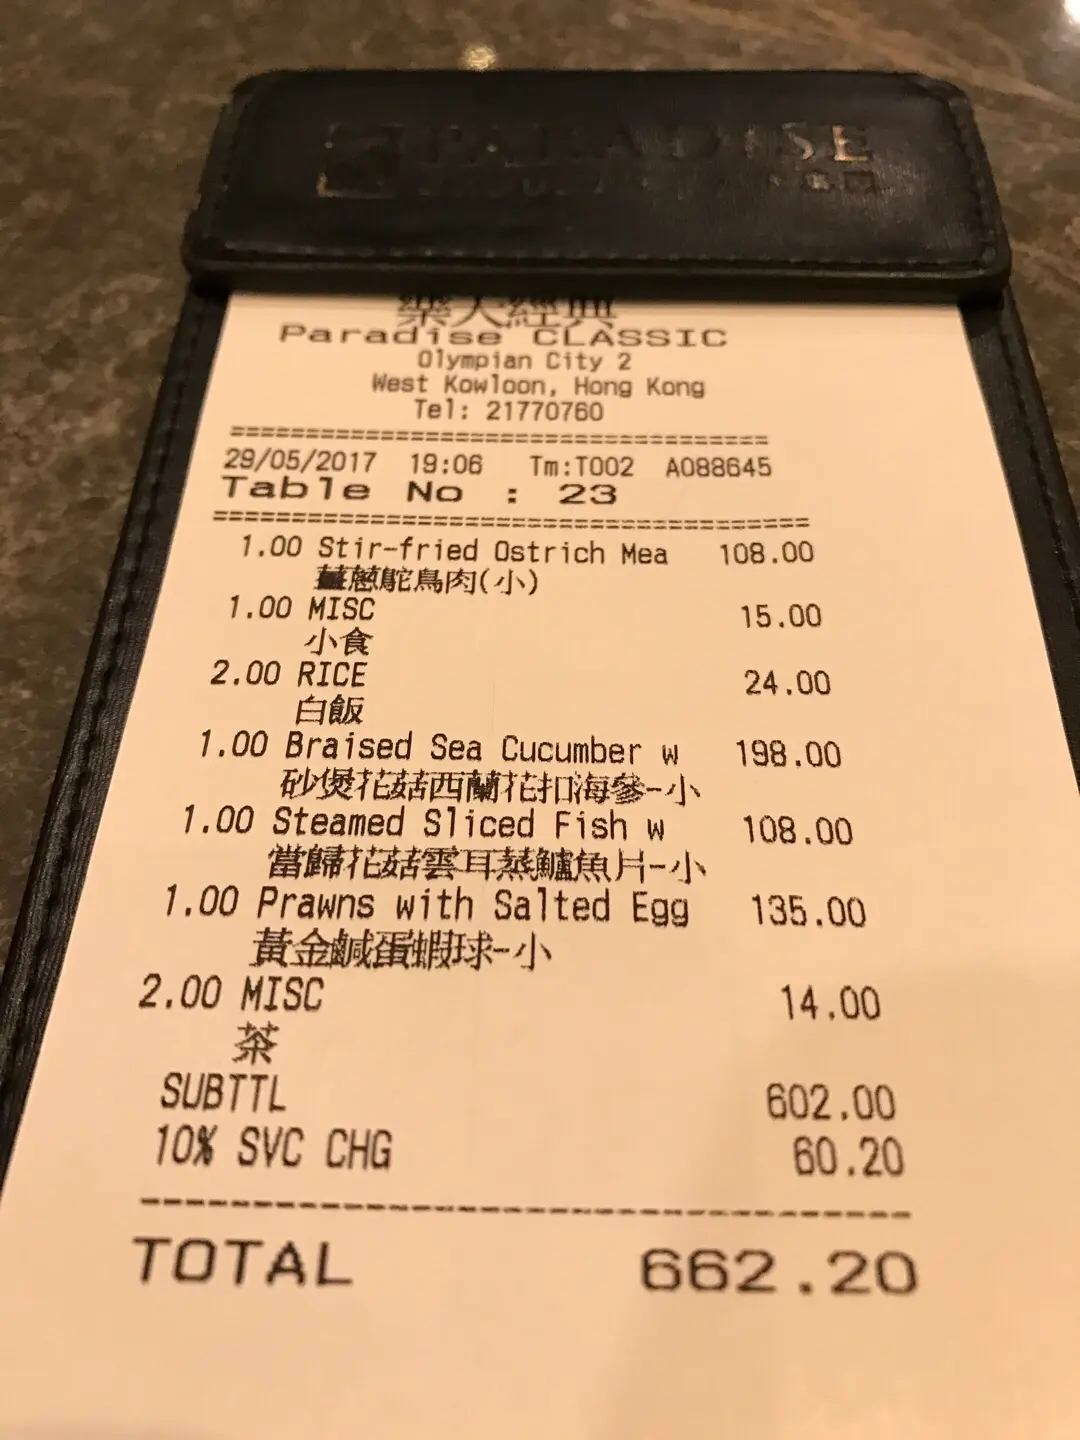 PARADISE
樂天經典
Paradise CLASSIC
Olympian City 2
West Kowloon, Hong Kong
Tel: 21770760
========================================
29/05/2017 19:06 Tm:T002 A088645
Table No : 23
========================================
1.00 Stir-fried Ostrich Mea 108.00
薑蔥鴕鳥肉(小)
1.00 MISC 15.00
小食
2.00 RICE 24.00
白飯
1.00 Braised Sea Cucumber w 198.00
砂煲花菇西蘭花扣海參-小
1.00 Steamed Sliced Fish w 108.00
當歸花菇雲耳蒸鱸魚片-小
1.00 Prawns with Salted Egg 135.00
黃金鹹蛋蝦球-小
2.00 MISC 14.00
茶
SUBTTL 602.00
10% SVC CHG 60.20
----------------------------------------
TOTAL 662.20